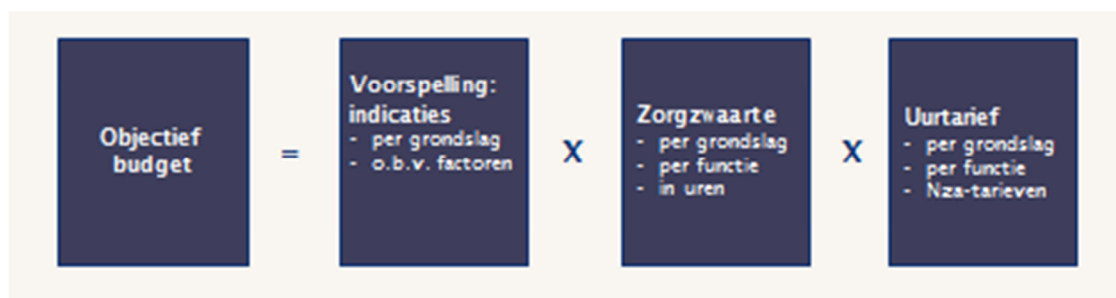 Objectief
budget
=
Voorspelling:
indicaties
- per grondslag
- o.b.v. factoren
X
Zorgzwaarte
- per grondslag
- per functie
- in uren
X
Uurtarief
- per grondslag
- per functie
- Nza-tarieven